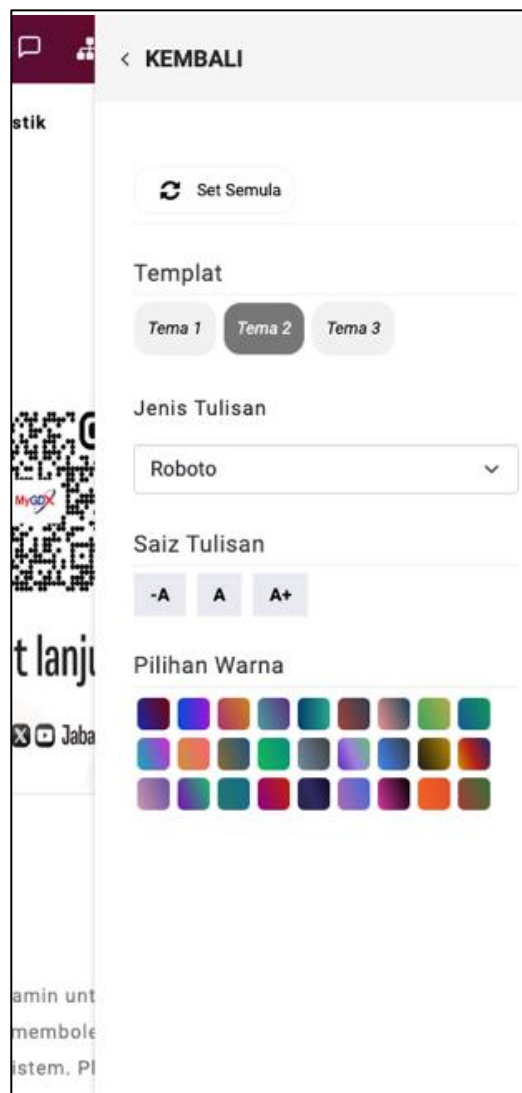 KEMBALI
stik
Set Semula
Templat
Tema 1 Tema 2 Tema 3
Jenis Tulisan
Roboto
MyGDX
Saiz Tulisan
-A A A+
t lanju
Pilihan Warna
Jaba
amin unt
membole
istem. Pl